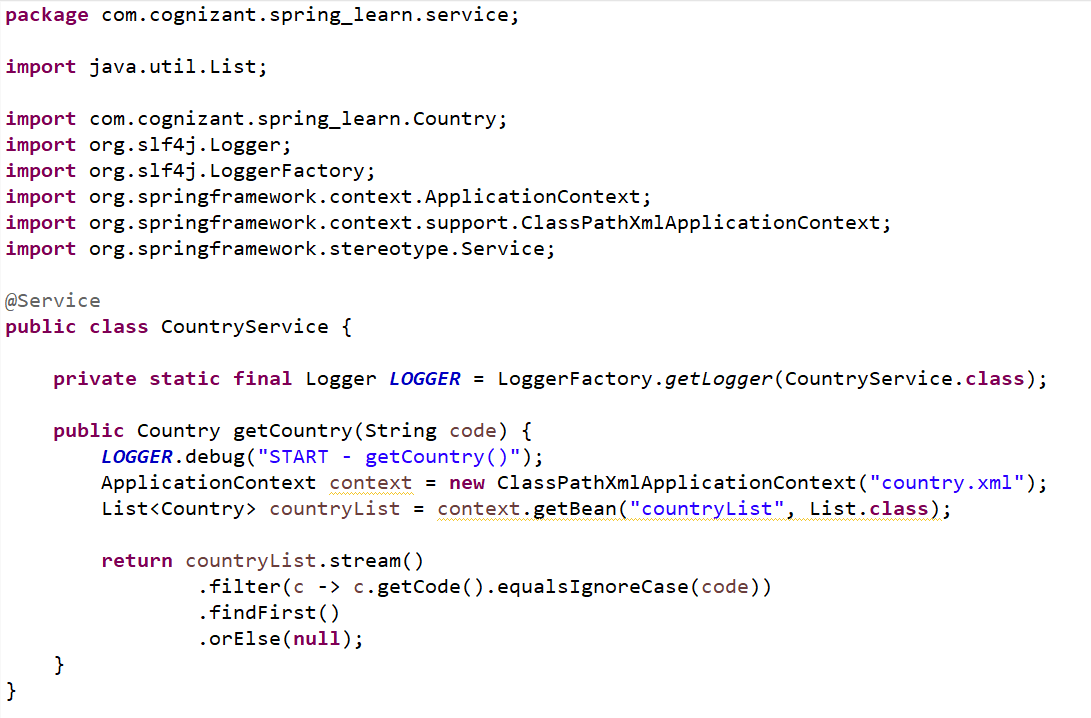 package com.cognizant.spring_learn.service;
import java.util.List;
import com.cognizant.spring_learn.Country;
import org.slf4j.Logger;
import org.slf4j.LoggerFactory;
import org.springframework.context.ApplicationContext;
import org.springframework.context.support.ClassPathXmlApplicationContext;
import org.springframework.stereotype.Service;
@Service
public class CountryService {
    private static final Logger LOGGER = LoggerFactory.getLogger(CountryService.class);
    public Country getCountry(String code) {
        LOGGER.debug("START - getCountry()");
        ApplicationContext context = new ClassPathXmlApplicationContext("country.xml");
        List<Country> countryList = context.getBean("countryList", List.class);
        return countryList.stream()
                .filter(c -> c.getCode().equalsIgnoreCase(code))
                .findFirst()
                .orElse(null);
    }
}